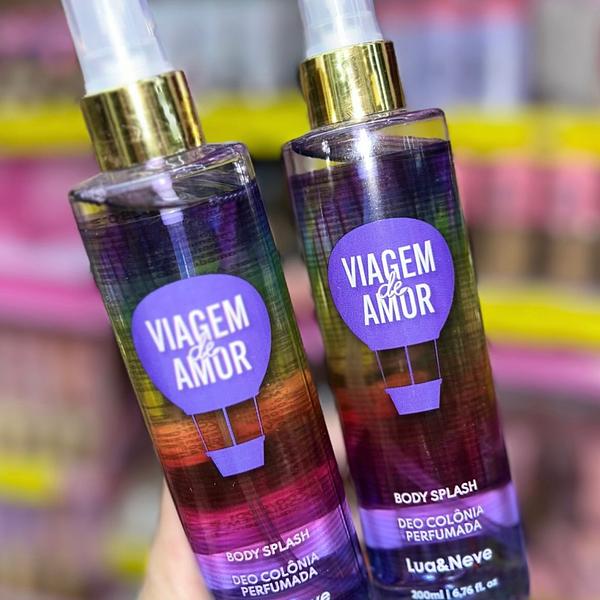 VIAGEM
de
AMOR
BODY SPLASH
DEO COLÔNIA
PERFUMADA
VIAGEM
de
AMOR
BODY SPLASH
DEO COLÔNIA
PERFUMADA
Lua&Neve
200ml | 6,76 fl. oz